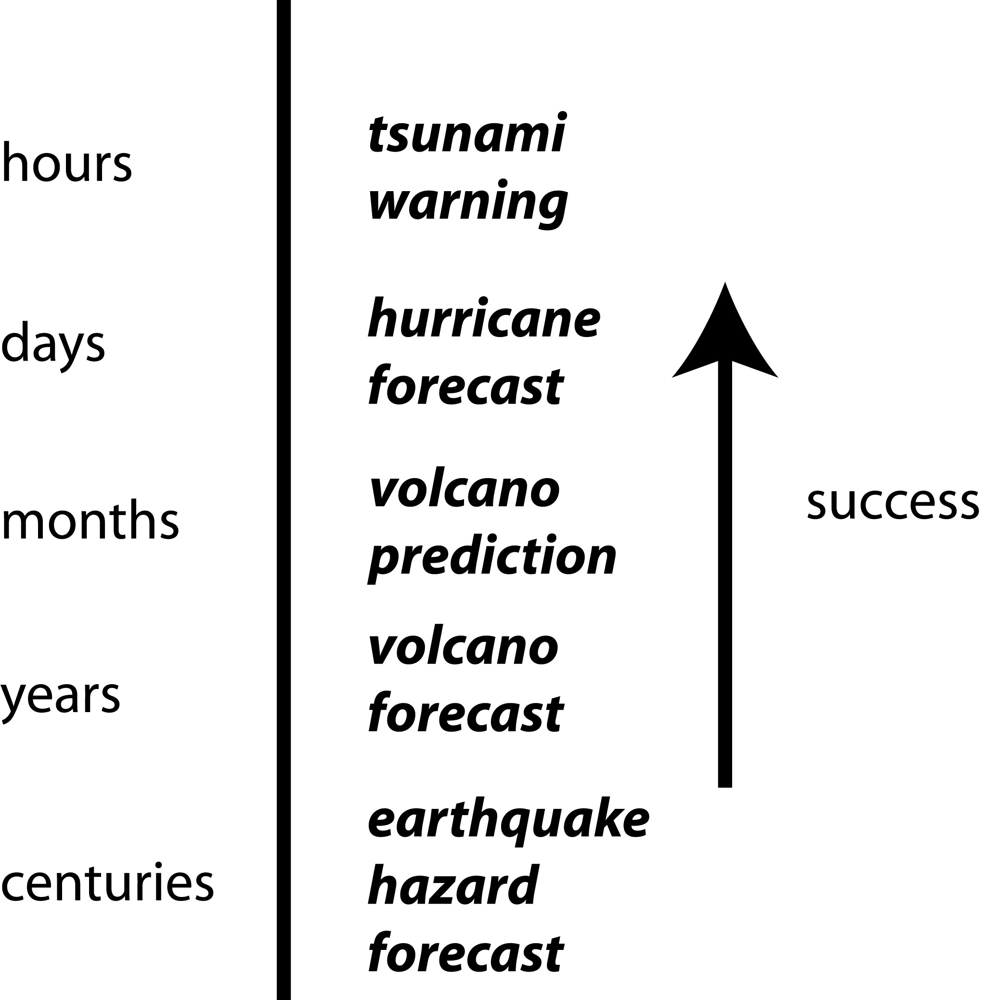 hours
tsunami
warning
days
hurricane
forecast
months
volcano
prediction
success
years
volcano
forecast
centuries
earthquake
hazard
forecast